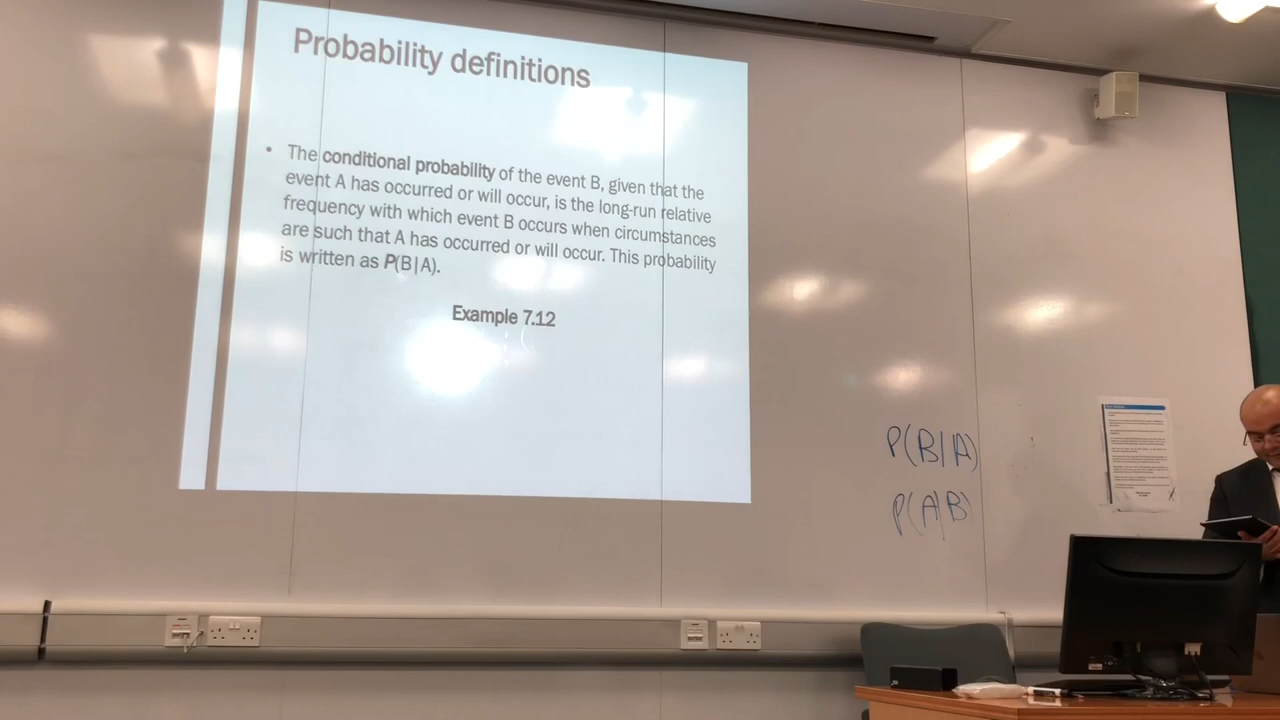 Probability definitions
• The conditional probability of the event B, given that the
event A has occurred or will occur, is the long-run relative
frequency with which event B occurs when circumstances
are such that A has occurred or will occur. This probability
is written as P(B|A).
Example 7.12
P(B|A)
P(A|B)